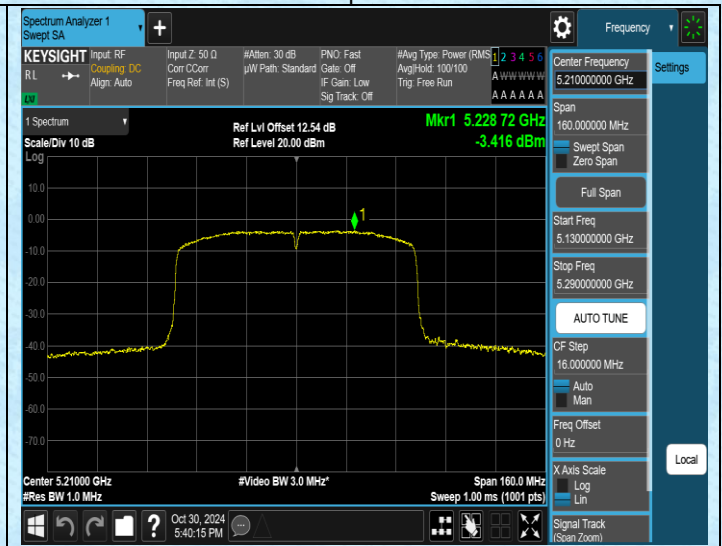 Spectrum Analyzer 1
Swept SA
+
Frequency
KEYSIGHT
RL
LXI
Input: RF
Coupling: DC
Align: Auto
Input Z: 50 Ω
Corr CCorr
Freq Ref: Int (S)
#Atten: 30 dB
µW Path: Standard
PNO: Fast
Gate: Off
IF Gain: Low
Sig Track: Off
#Avg Type: Power (RMS
Avg|Hold: 100/100
Trig: Free Run
1 2 3 4 5 6
A W W W W W
A A A A A A
1 Spectrum
Scale/Div 10 dB
Log
Ref Lvl Offset 12.54 dB
Ref Level 20.00 dBm
Mkr1 5.228 72 GHz
-3.416 dBm
10.0
0.00
-10.0
-20.0
-30.0
-40.0
-50.0
-60.0
-70.0
1
Center 5.21000 GHz
#Res BW 1.0 MHz
#Video BW 3.0 MHz*
Span 160.0 MHz
Sweep 1.00 ms (1001 pts)
?
Oct 30, 2024
5:40:15 PM
Center Frequency
5.210000000 GHz
Span
160.000000 MHz
Swept Span
Zero Span
Full Span
Start Freq
5.130000000 GHz
Stop Freq
5.290000000 GHz
AUTO TUNE
CF Step
16.000000 MHz
Auto
Man
Freq Offset
0 Hz
X Axis Scale
Log
Lin
Signal Track
(Span Zoom)
Settings
Local